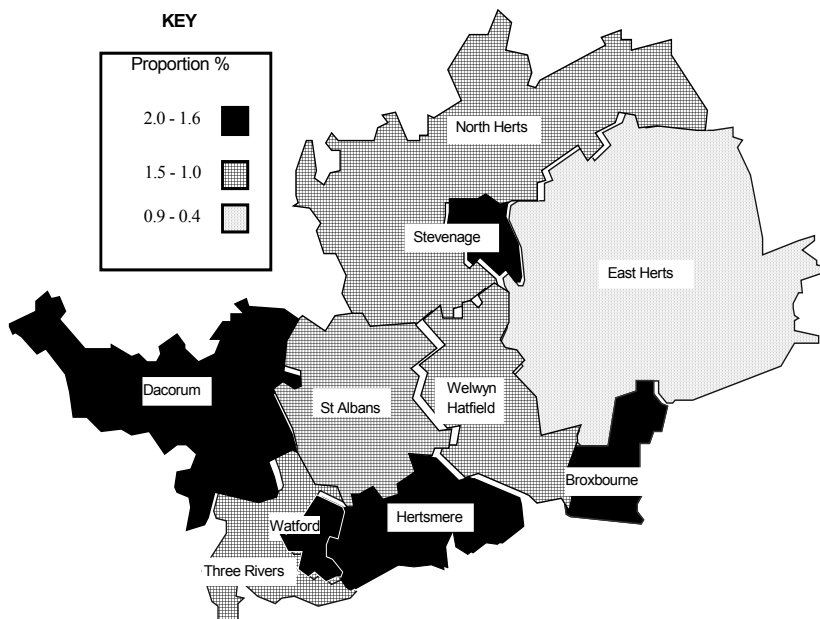 KEY
Proportion %
2.0 - 1.6
1.5 - 1.0
0.9 - 0.4
North Herts
Stevenage
East Herts
Dacorum
St Albans
Welwyn
Hatfield
Broxbourne
Watford
Hertsmere
Three Rivers